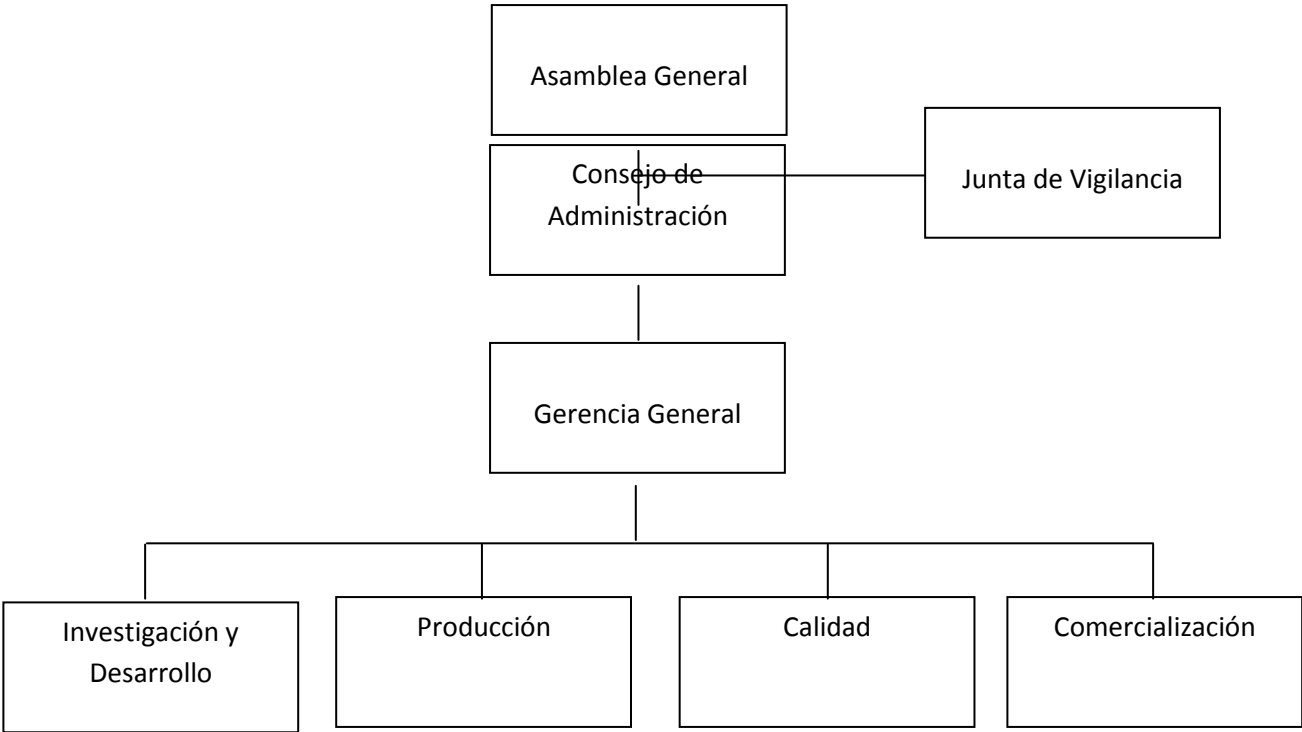 Asamblea General
Consejo de
Administración
Junta de Vigilancia
Gerencia General
Investigación y
Desarrollo
Producción
Calidad
Comercialización